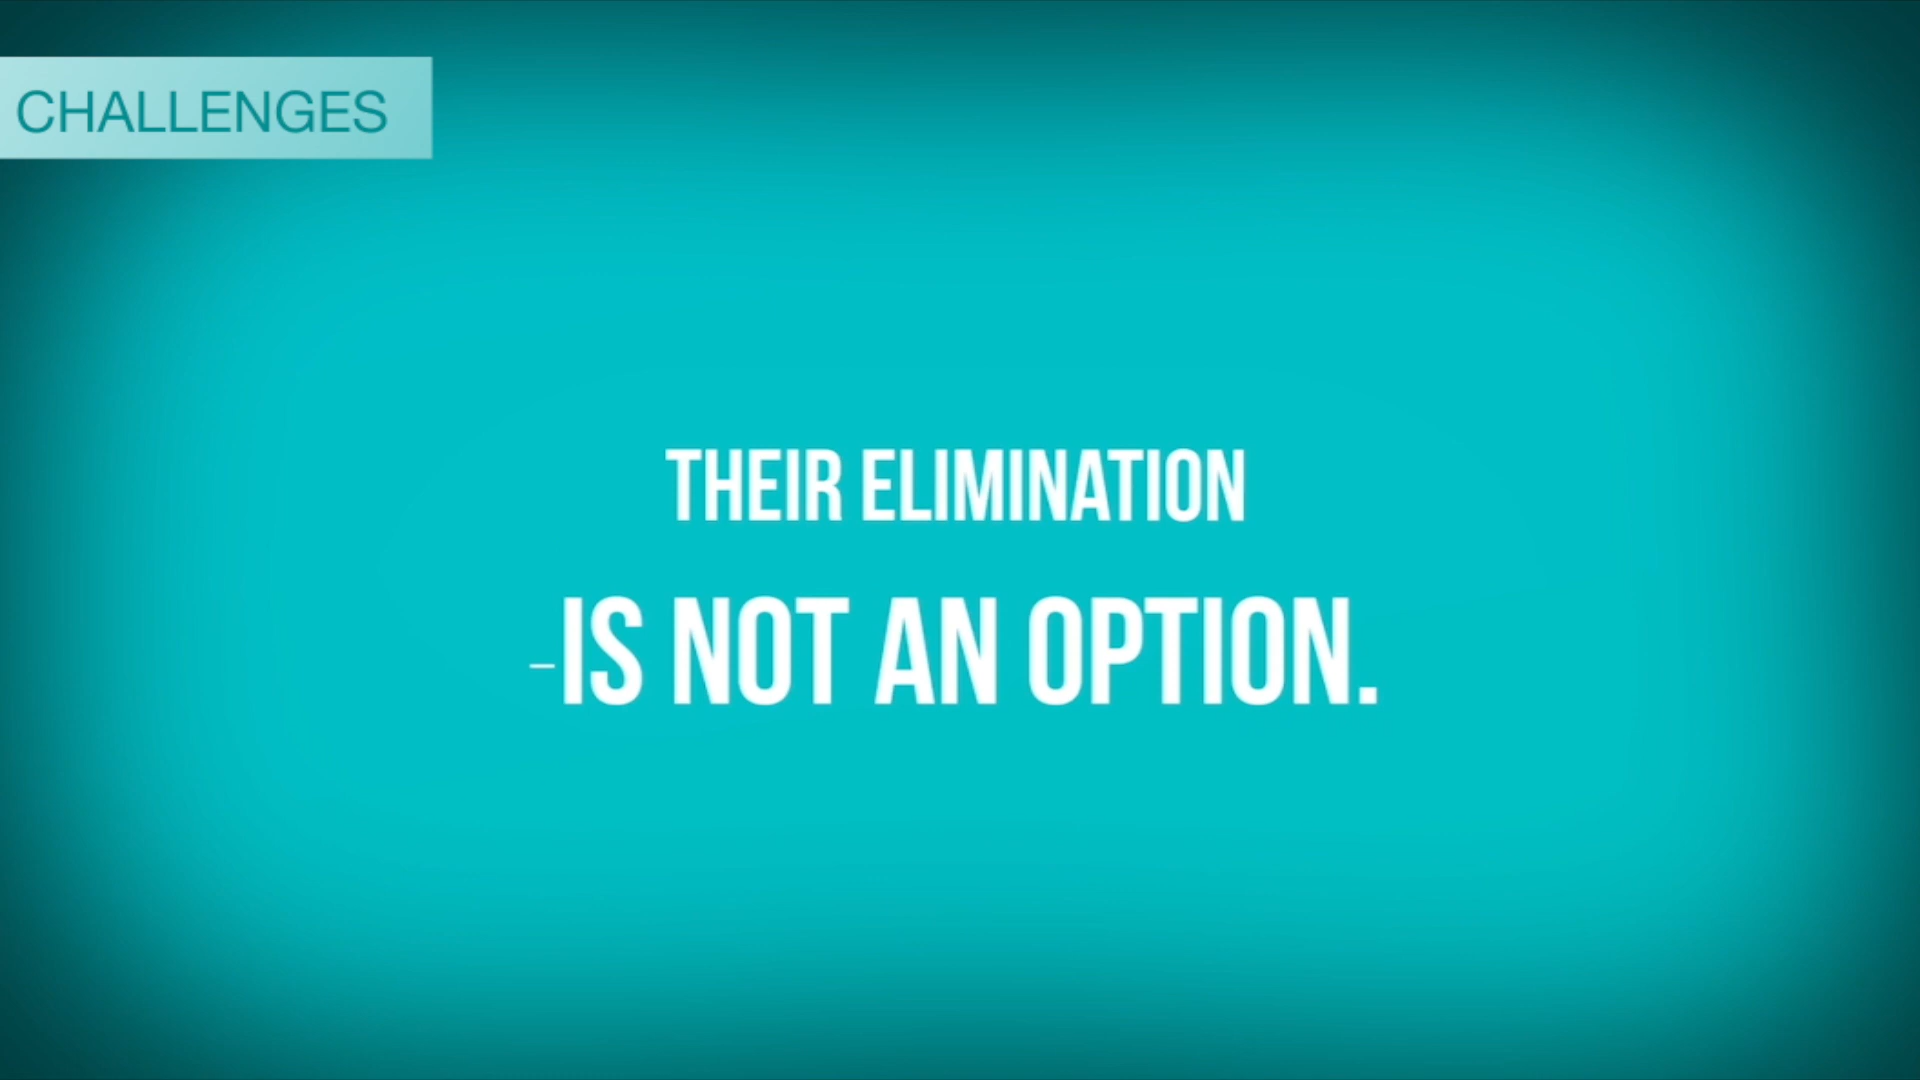 CHALLENGES
THEIR ELIMINATION
–IS NOT AN OPTION.